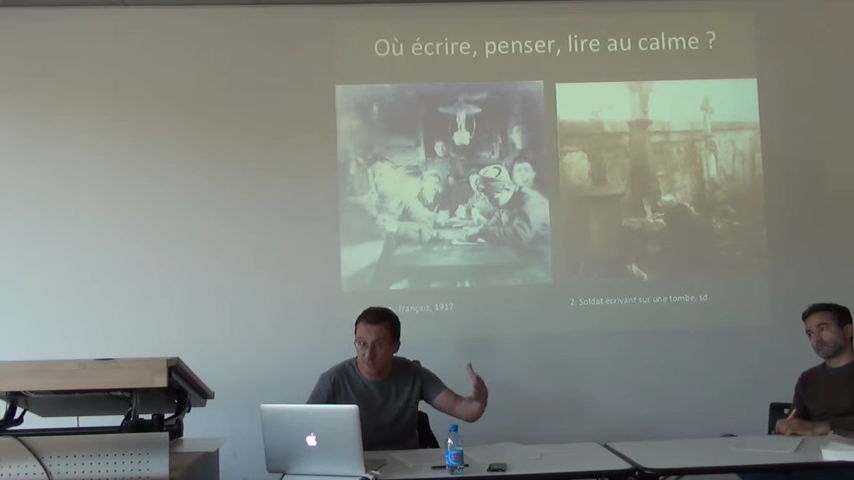 Où écrire, penser, lire au calme ?
français, 1917
2. Soldat écrivant sur une tombe, sd